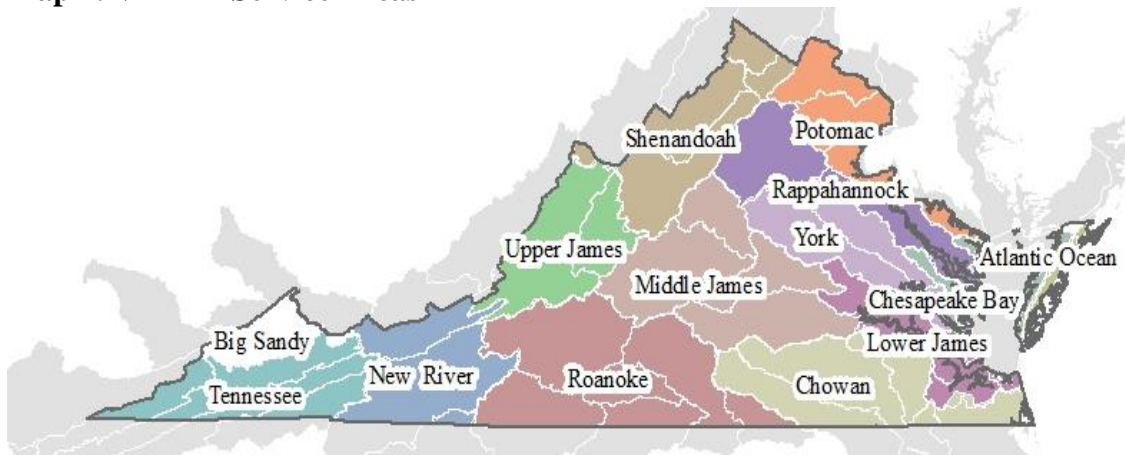 Shenandoah
Potomac
Rappahannock
Upper James
York
Atlantic Ocean
Middle James
Chesapeake Bay
Big Sandy
Lower James
Tennessee
New River
Roanoke
Chowan